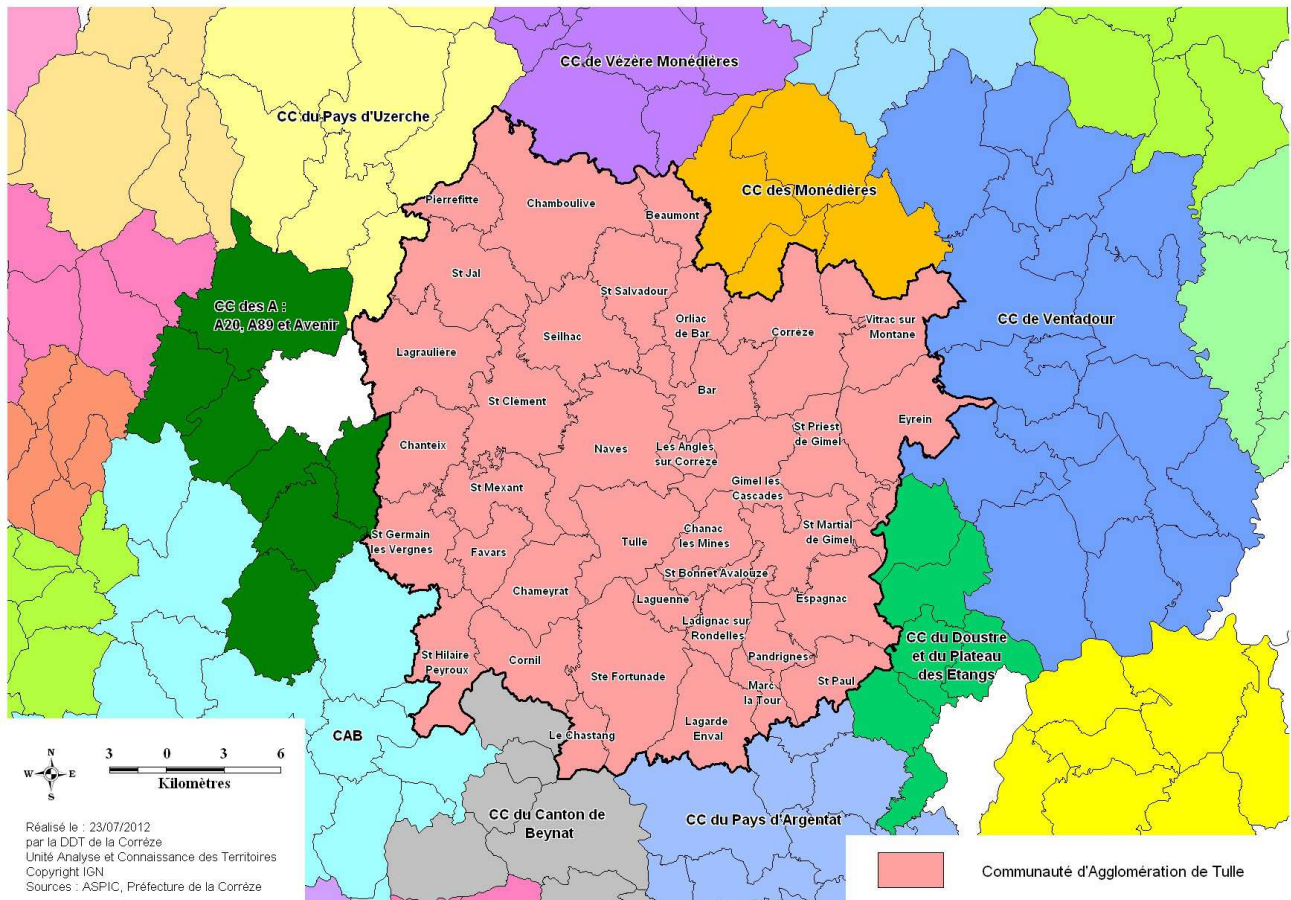 CC de Vézère Monédières
CC du Pays d'Uzerche
CC des Monédières
Pierrefitte
Chamboulive
Beaumont
St Jal
St Salvadour
CC des A :
A20, A89 et Avenir
Orliac
de Bar
Corrèze
Vitrac sur
Montane
CC de Ventadour
Seilhac
Lagraulière
Bar
St Clément
Eyrein
St Priest
de Gimel
Chanteix
Naves
Les Angles
sur Corrèze
Gimel les
Cascades
St Mexant
St Germain
les Vergnes
Favars
Tulle
Chanac
les Mines
St Martial
de Gimel
St Bonnet Avalouze
Chameyrat
Laguenne
Espagnac
Ladignac sur
Rondelles
CC du Doustre
et du Plateau
des Etangs
St Hilaire
Peyroux
Cornil
Pandrignes
Ste Fortunade
Marc
la Tour
St Paul
Lagarde
Enval
Le Chastang
CAB
CC du Canton de
Beynat
CC du Pays d'Argentat
N
W E
S
3 0 3 6
Kilomètres
Réalisé le : 23/07/2012
par la DDT de la Corrèze
Unité Analyse et Connaissance des Territoires
Copyright IGN
Sources : ASPIC, Préfecture de la Corrèze
Communauté d'Agglomération de Tulle